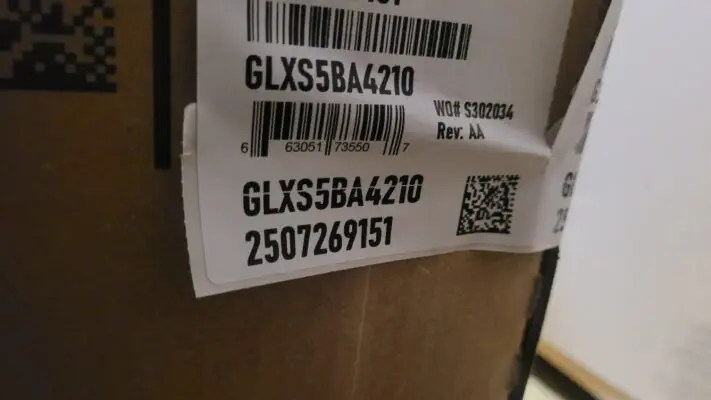 GLXS5BA4210
WO# S302034
Rev. AA
6 63051 73550 7
GLXS5BA4210
2507269151